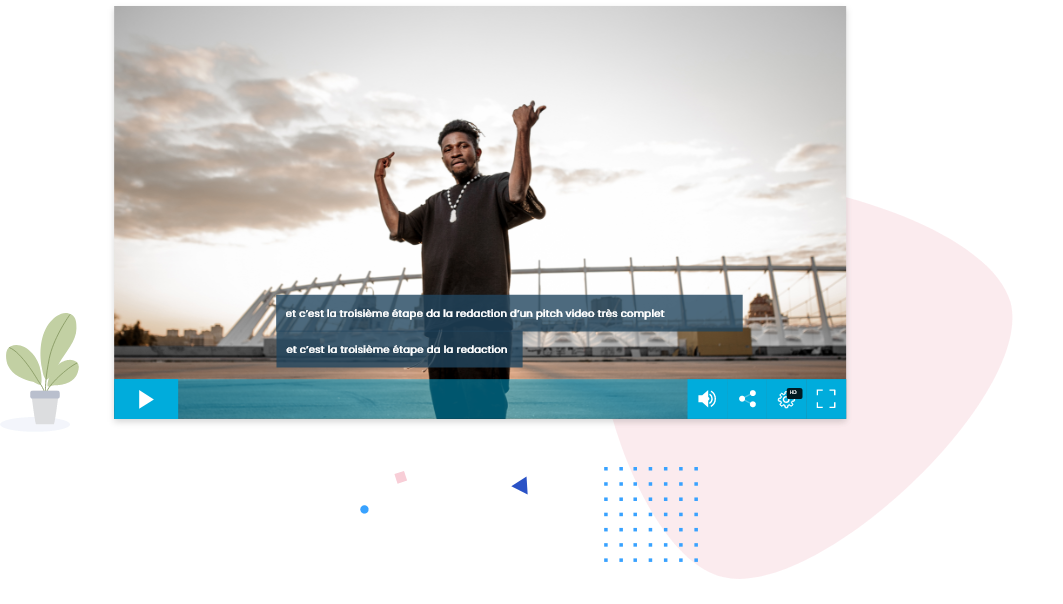 et c'est la troisième étape da la redaction d'un pitch video très complet
et c'est la troisième étape da la redaction
HD